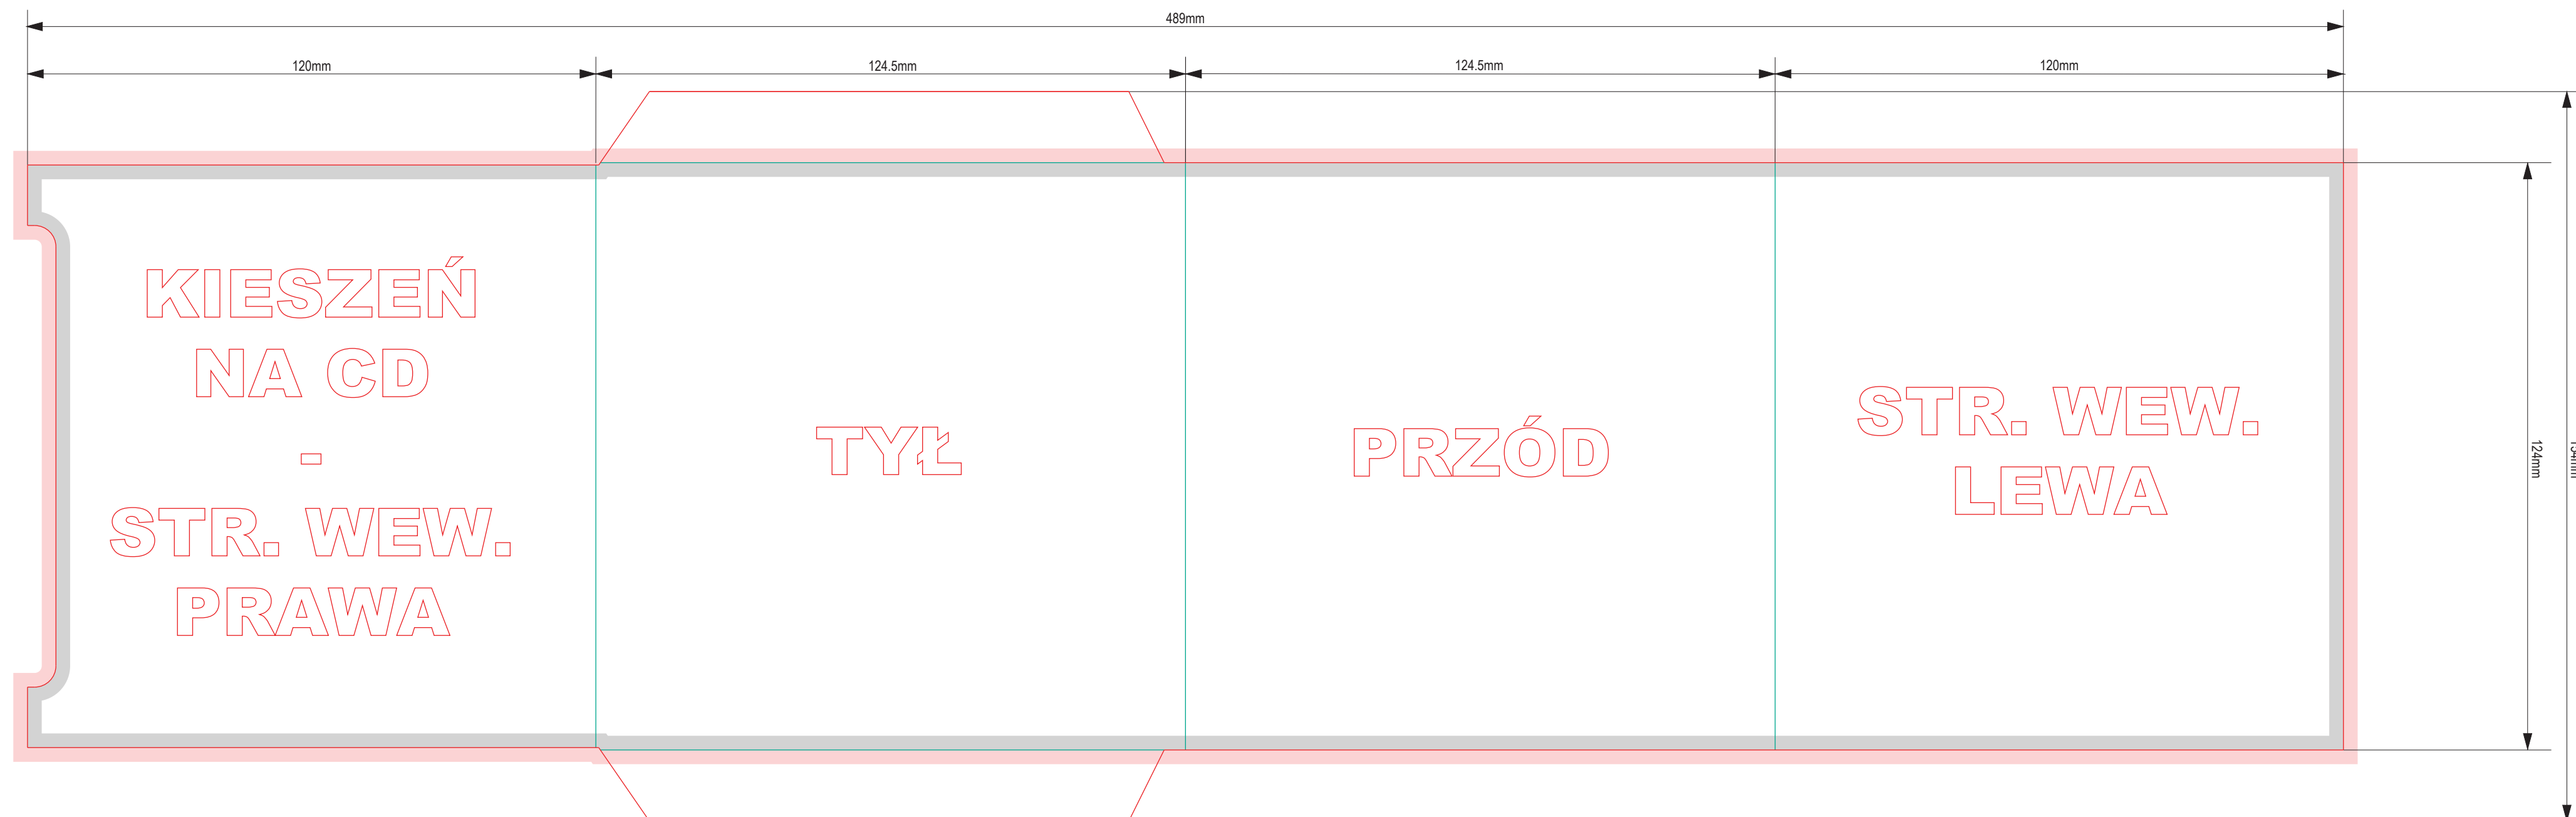 489mm
120mm
124.5mm
124.5mm
120mm
KIESZEŃ
NA CD
-
STR. WEW.
PRAWA
TYŁ
PRZÓD
STR. WEW.
LEWA
124mm